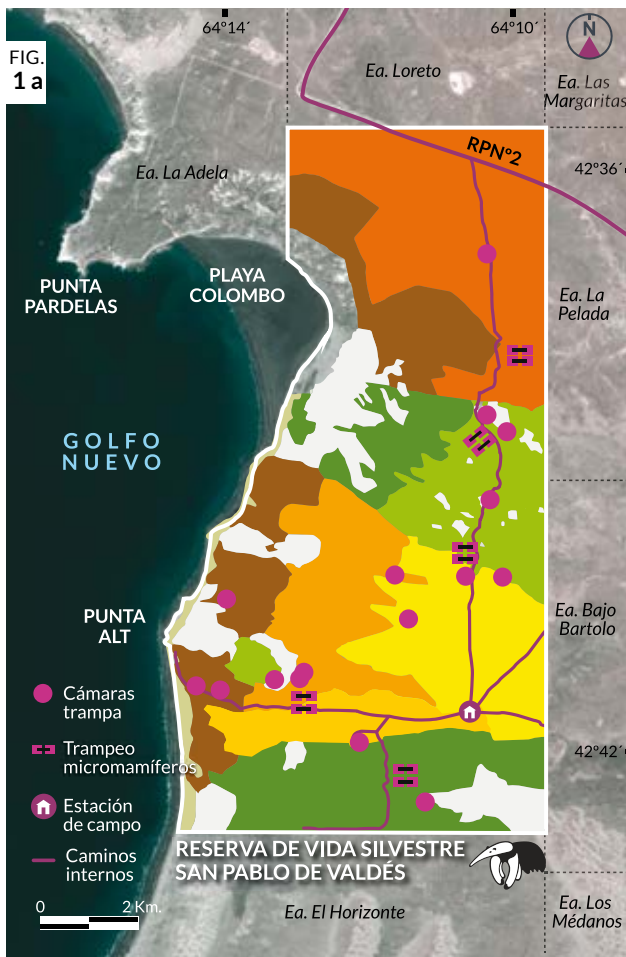 64°14´
64°10´
FIG.
1 a
N
Ea. Loreto
Ea. Las
Margaritas
RPN°2
42°36´
Ea. La Adela
PUNTA
PARDELAS
PLAYA
COLOMBO
Ea. La
Pelada
GOLFO
NUEVO
PUNTA
ALT
Ea. Bajo
Bartolo
Cámaras
trampa
Trampeo
micromamíferos
42°42´
Estación
de campo
Caminos
internos
RESERVA DE VIDA SILVESTRE
SAN PABLO DE VALDÉS
0 2 Km.
Ea. El Horizonte
Ea. Los
Médanos